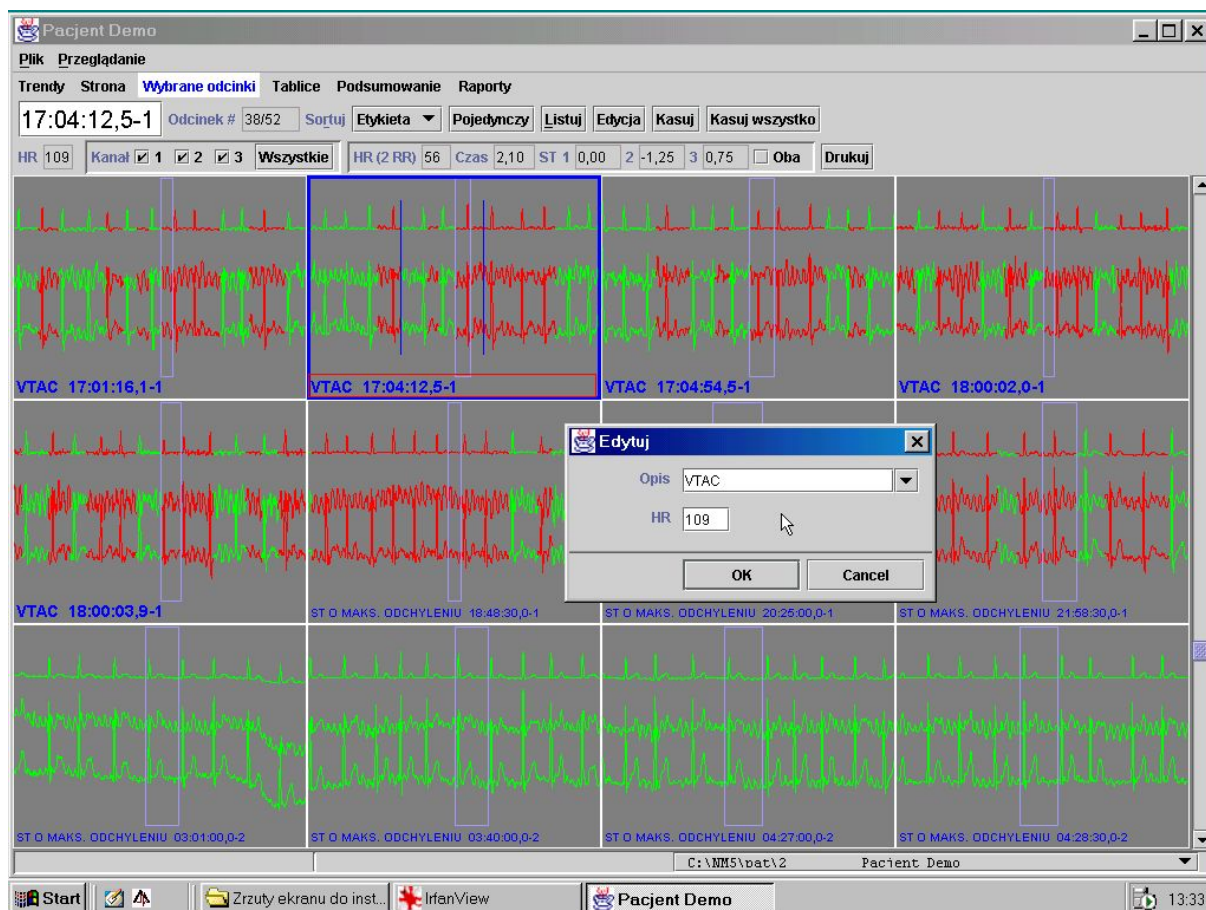 Pacjent Demo
Plik Przeglądanie
Trendy Strona Wybrane odcinki Tablice Podsumowanie Raporty
17:04:12,5-1 Odcinek # 38/52 Sortuj Etykieta Pojedynczy Listuj Edycja Kasuj Kasuj wszystko
HR 109 Kanał 1 2 3 Wszystkie HR (2 RR) 56 Czas 2,10 ST 1 0,00 2 -1,25 3 0,75 Oba Drukuj
VTAC 17:01:16,1-1 VTAC 17:04:12,5-1 VTAC 17:04:54,5-1 VTAC 18:00:02,0-1
Edytuj
Opis VTAC
HR 109
OK Cancel
VTAC 18:00:03,9-1 ST O MAKS. ODCHYLENIU 18:48:30,0-1 ST O MAKS. ODCHYLENIU 20:25:00,0-1 ST O MAKS. ODCHYLENIU 21:58:30,0-1
ST O MAKS. ODCHYLENIU 03:01:00,0-2 ST O MAKS. ODCHYLENIU 03:40:00,0-2 ST O MAKS. ODCHYLENIU 04:27:00,0-2 ST O MAKS. ODCHYLENIU 04:28:30,0-2
C:\NM5\pat\2 Pacjent Demo
Start Zrzuty ekranu do inst... IrfanView Pacjent Demo 13:33